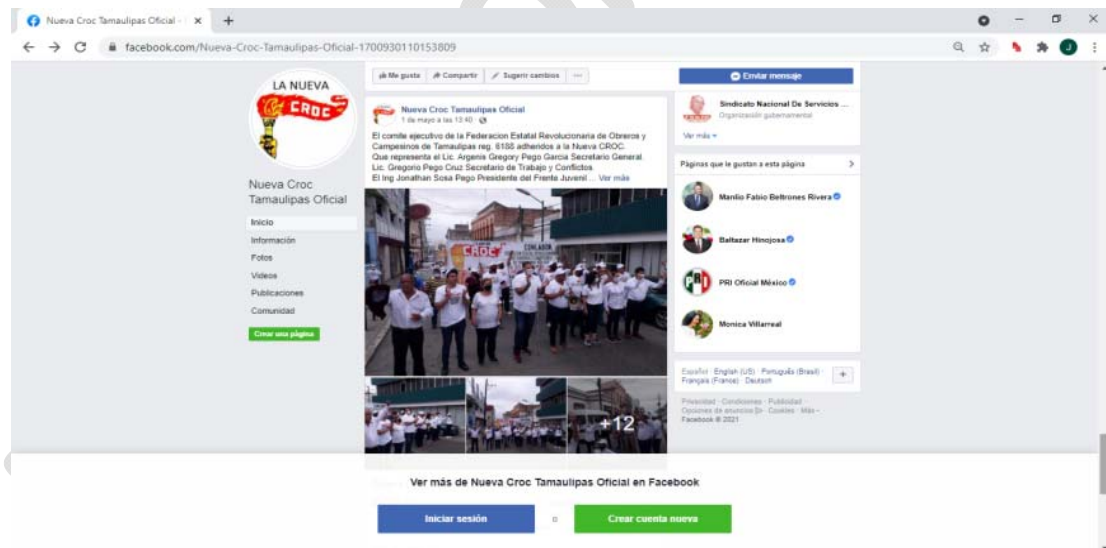 Nueva Croc Tamaulipas Oficial -
facebook.com/Nueva-Croc-Tamaulipas-Oficial-1700930110153809
J
LA NUEVA
CROC
Nueva Croc
Tamaulipas Oficial
Inicio
Información
Fotos
Videos
Publicaciones
Comunidad
Crear una página
Me gusta Compartir Sugerir cambios ...
Nueva Croc Tamaulipas Oficial
1 de mayo a las 13:40
El comite ejecutivo de la Federacion Estatal Revolucionaria de Obreros y
Campesinos de Tamaulipas reg. 6188 adheridos a la Nueva CROC.
Que representa el Lic. Argenis Gregory Pego Garcia Secretario General.
Lic. Gregorio Pego Cruz Secretario de Trabajo y Conflictos.
El Ing Jonathan Sosa Pego Presidente del Frente Juvenil ... Ver más
CROC
+12
Enviar mensaje
Sindicato Nacional De Servicios ...
Organización gubernamental
Ver más
Páginas que le gustan a esta página
Manlio Fabio Beltrones Rivera
Baltazar Hinojosa
PRI
PRI Oficial México
Monica Villarreal
Español · English (US) · Português (Brasil) ·
Français (France) · Deutsch
Privacidad · Condiciones · Publicidad ·
Opciones de anuncios · Cookies · Más ·
Facebook © 2021
Ver más de Nueva Croc Tamaulipas Oficial en Facebook
Iniciar sesión
o
Crear cuenta nueva